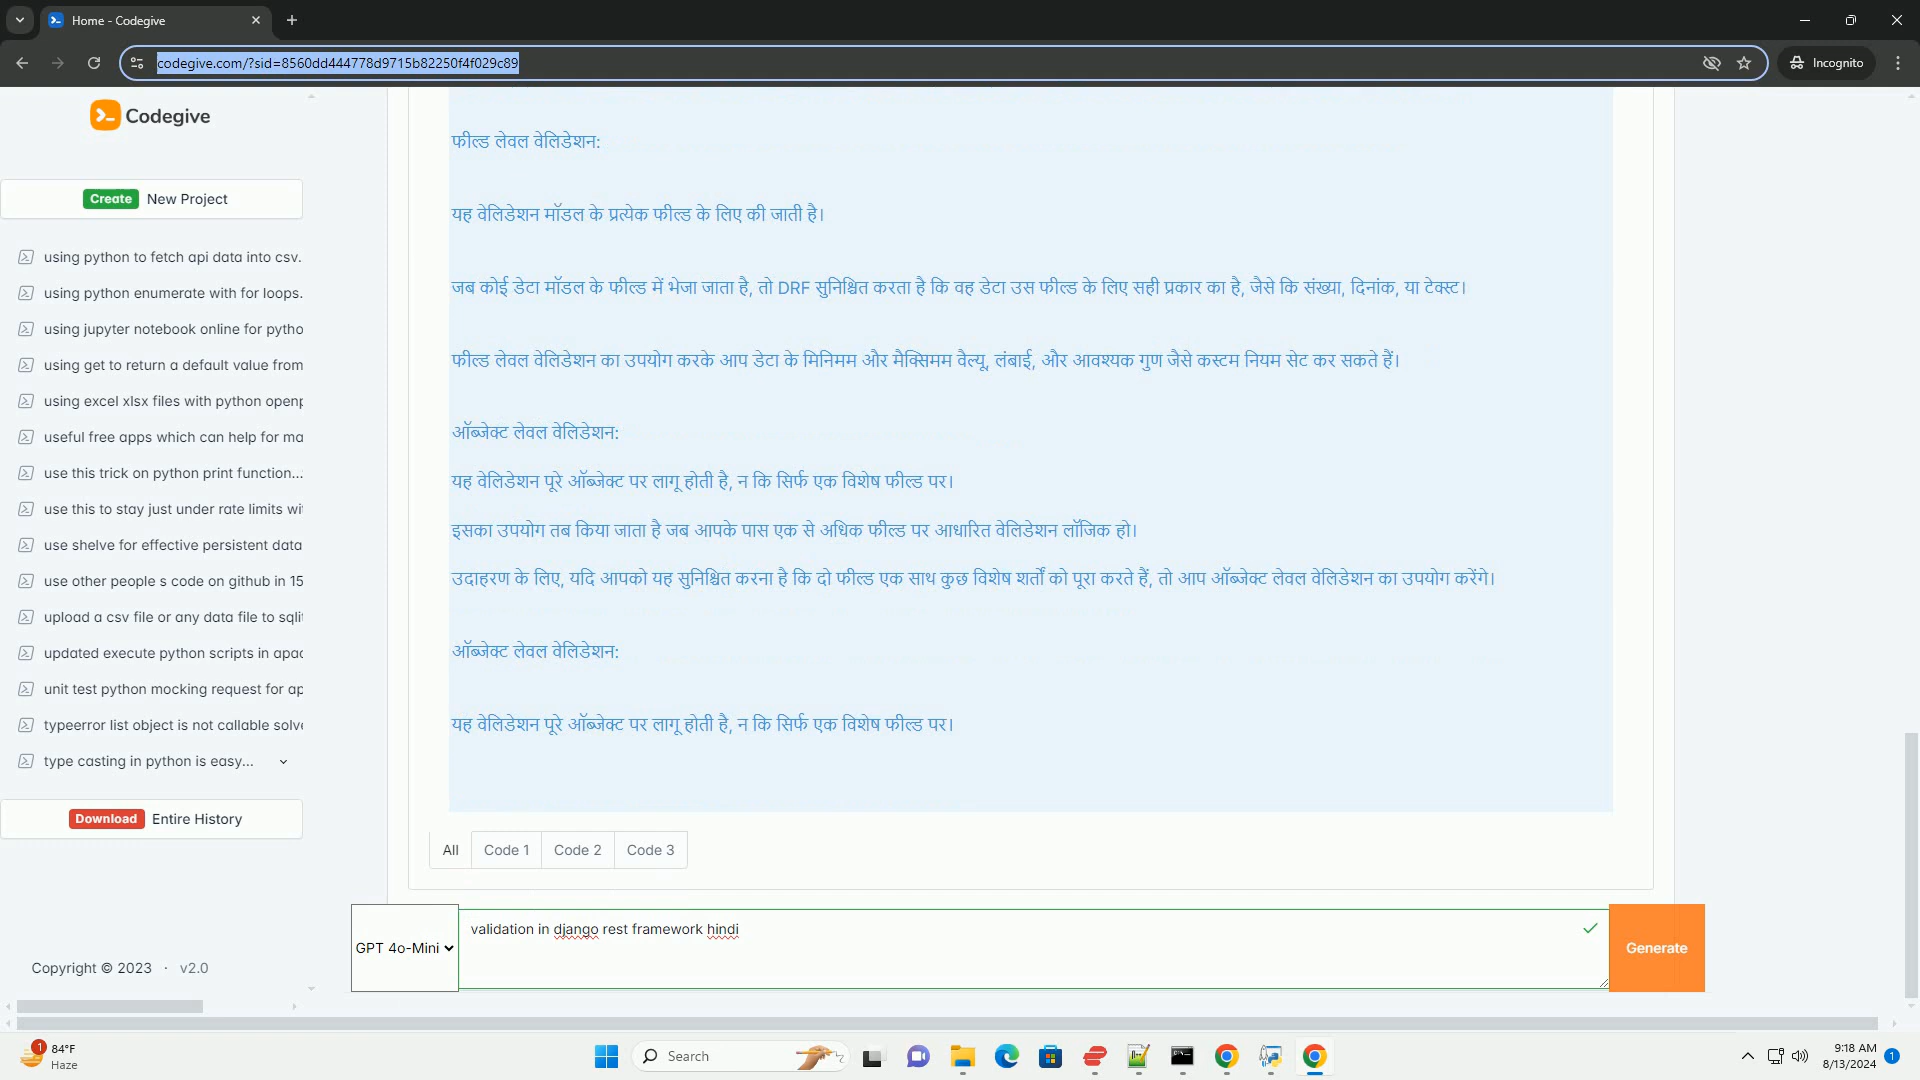 Home - Codegive
codegive.com/?sid=8560dd444778d9715b82250f4f029c89
Incognito
Codegive
Create New Project
using python to fetch api data into csv.
using python enumerate with for loops.
using jupyter notebook online for pytho
using get to return a default value from
using excel xlsx files with python openp
useful free apps which can help for ma
use this trick on python print function...
use this to stay just under rate limits wi
use shelve for effective persistent data
use other people s code on github in 15
upload a csv file or any data file to sqli
updated execute python scripts in apac
unit test python mocking request for ap
typeerror list object is not callable solve
type casting in python is easy...
Download Entire History
Copyright © 2023 · v2.0
फील्ड लेवल वेलिडेशन:
यह वेलिडेशन मॉडल के प्रत्येक फील्ड के लिए की जाती है।
जब कोई डेटा मॉडल के फील्ड में भेजा जाता है, तो DRF सुनिश्चित करता है कि वह डेटा उस फील्ड के लिए सही प्रकार का है, जैसे कि संख्या, दिनांक, या टेक्स्ट।
फील्ड लेवल वेलिडेशन का उपयोग करके आप डेटा के मिनिमम और मैक्सिमम वैल्यू, लंबाई, और आवश्यक गुण जैसे कस्टम नियम सेट कर सकते हैं।
ऑब्जेक्ट लेवल वेलिडेशन:
यह वेलिडेशन पूरे ऑब्जेक्ट पर लागू होती है, न कि सिर्फ एक विशेष फील्ड पर।
इसका उपयोग तब किया जाता है जब आपके पास एक से अधिक फील्ड पर आधारित वेलिडेशन लॉजिक हो।
उदाहरण के लिए, यदि आपको यह सुनिश्चित करना है कि दो फील्ड एक साथ कुछ विशेष शर्तों को पूरा करते हैं, तो आप ऑब्जेक्ट लेवल वेलिडेशन का उपयोग करेंगे।
ऑब्जेक्ट लेवल वेलिडेशन:
यह वेलिडेशन पूरे ऑब्जेक्ट पर लागू होती है, न कि सिर्फ एक विशेष फील्ड पर।
All Code 1 Code 2 Code 3
GPT 4o-Mini
validation in django rest framework hindi
Generate
1
84°F
Haze
Search
9:18 AM
8/13/2024
1